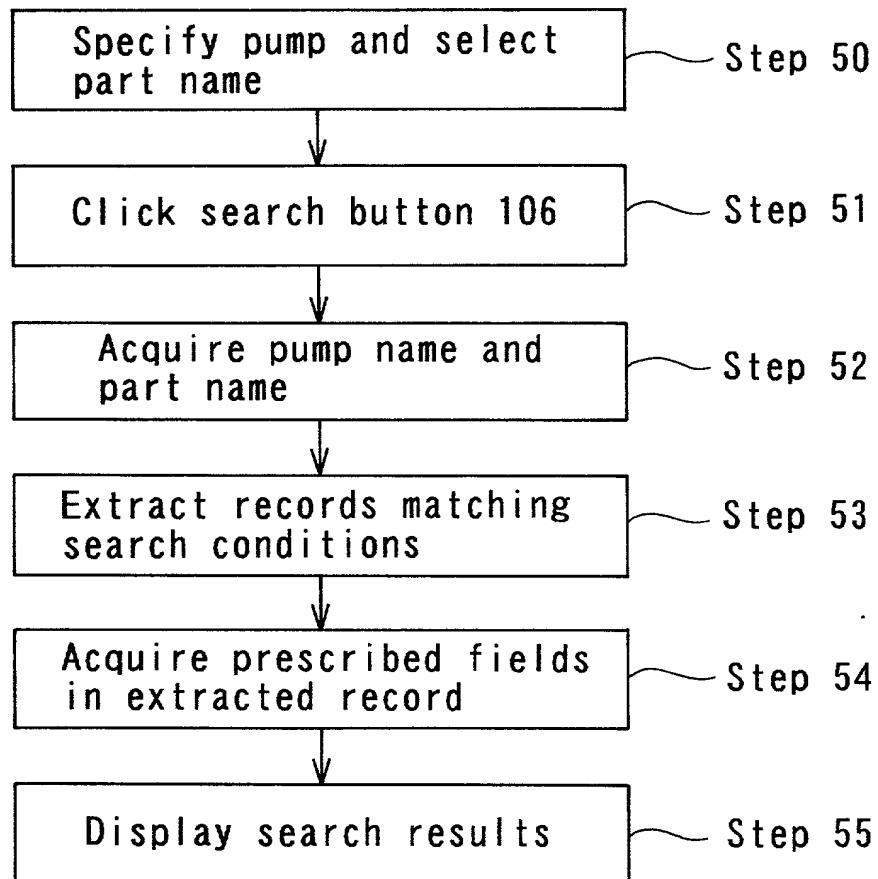 Specify pump and select
part name
Step 50
Click search button 106
Step 51
Acquire pump name and
part name
Step 52
Extract records matching
search conditions
Step 53
Acquire prescribed fields
in extracted record
Step 54
Display search results
Step 55